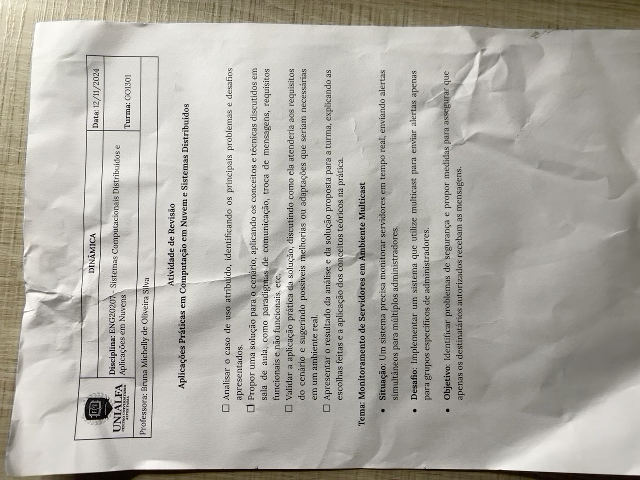 UNIALFA
DINÂMICA
Disciplina: ENG20207 – Sistemas Computacionais Distribuídos e
Aplicações em Nuvens
Data: 12/11/2024
Turma: OO1301
Professora: Bruna Michelly de Oliveira Silva
Atividade de Revisão
Aplicações Práticas em Computação em Nuvem e Sistemas Distribuídos
☐ Analisar o caso de uso atribuído, identificando os principais problemas e desafios
apresentados.
☐ Propor uma solução para o cenário, aplicando os conceitos e técnicas discutidos em
sala de aula, como paradigmas de comunicação, troca de mensagens, requisitos
funcionais e não funcionais, etc.
☐ Validar a aplicação prática da solução, discutindo como ela atenderia aos requisitos
do cenário e sugerindo possíveis melhorias ou adaptações que seriam necessárias
em um ambiente real.
☐ Apresentar o resultado da análise e da solução proposta para a turma, explicando as
escolhas feitas e a aplicação dos conceitos teóricos na prática.
Tema: Monitoramento de Servidores em Ambiente Multicast
• Situação: Um sistema precisa monitorar servidores em tempo real, enviando alertas
simultâneos para múltiplos administradores.
• Desafio: Implementar um sistema que utilize multicast para enviar alertas apenas
para grupos específicos de administradores.
• Objetivo: Identificar problemas de segurança e propor medidas para assegurar que
apenas os destinatários autorizados recebam as mensagens.